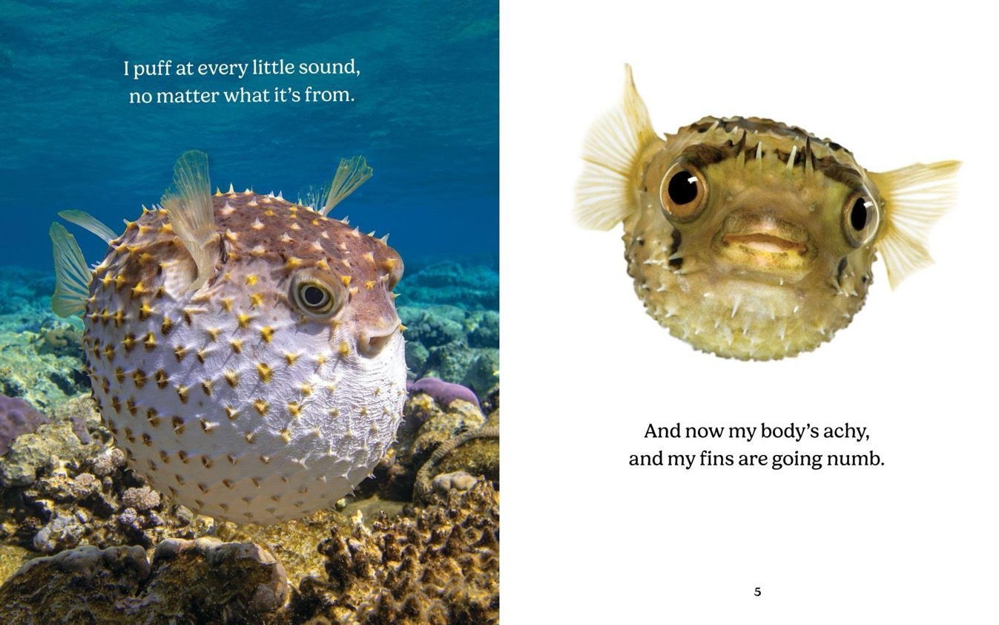 I puff at every little sound,
no matter what it’s from.
And now my body’s achy,
and my fins are going numb.
5